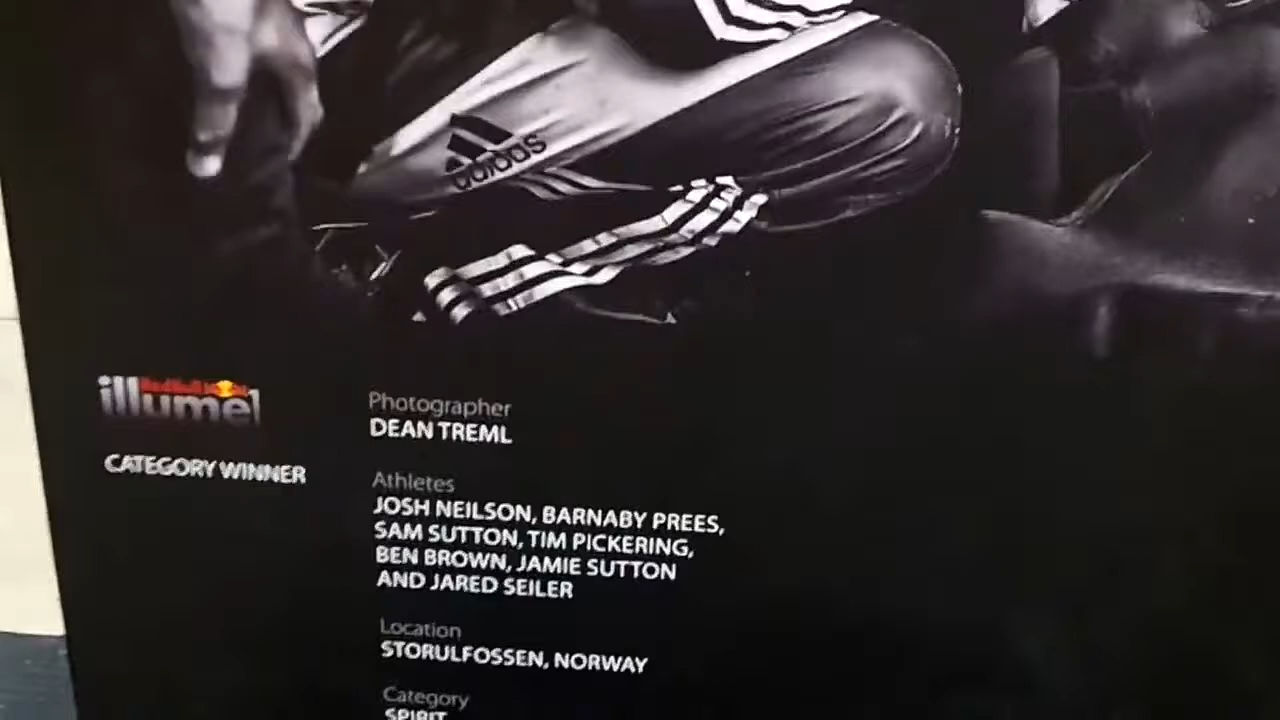 adidas
illume
CATEGORY WINNER
Photographer
DEAN TREML
Athletes
JOSH NEILSON, BARNABY PREES,
SAM SUTTON, TIM PICKERING,
BEN BROWN, JAMIE SUTTON
AND JARED SEILER
Location
STORULFOSSEN, NORWAY
Category
SPIRIT